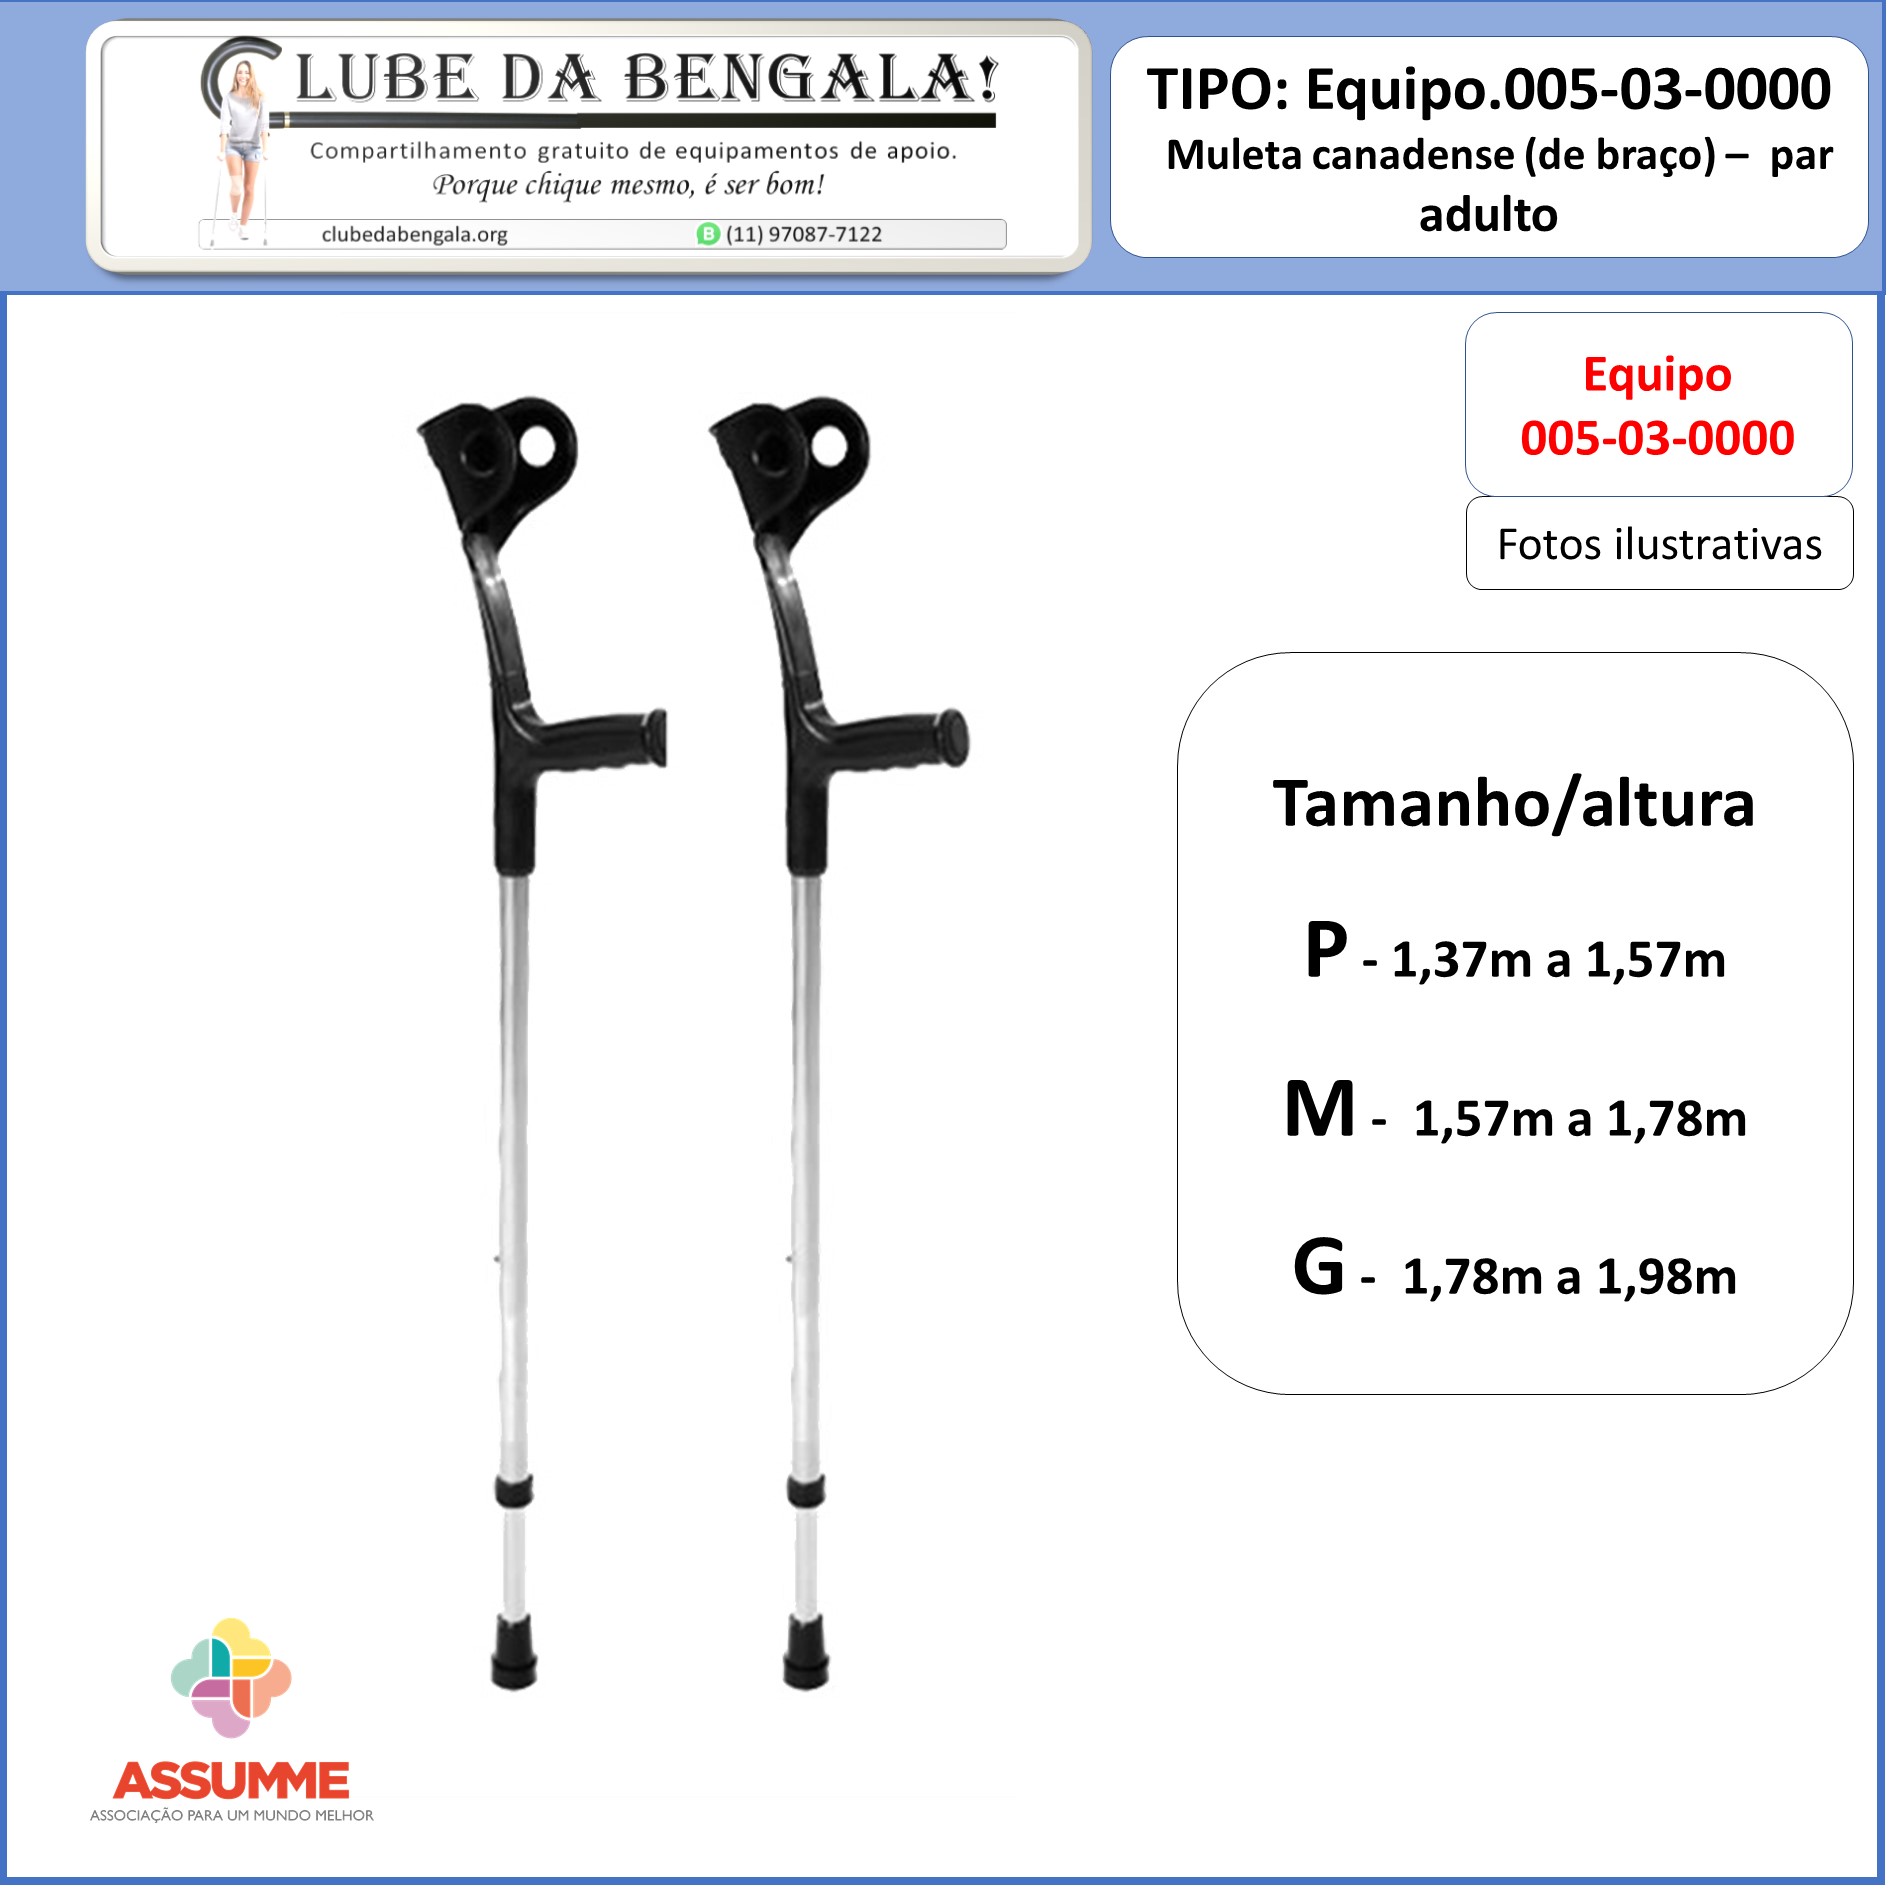 CLUBE DA BENGALA!
Compartilhamento gratuito de equipamentos de apoio.
Porque chique mesmo, é ser bom!
clubedabengala.org (11) 97087-7122
TIPO: Equipo.005-03-0000
Muleta canadense (de braço) – par
adulto
Equipo
005-03-0000
Fotos ilustrativas
Tamanho/altura
P - 1,37m a 1,57m
M - 1,57m a 1,78m
G - 1,78m a 1,98m
ASSUMME
ASSOCIAÇÃO PARA UM MUNDO MELHOR